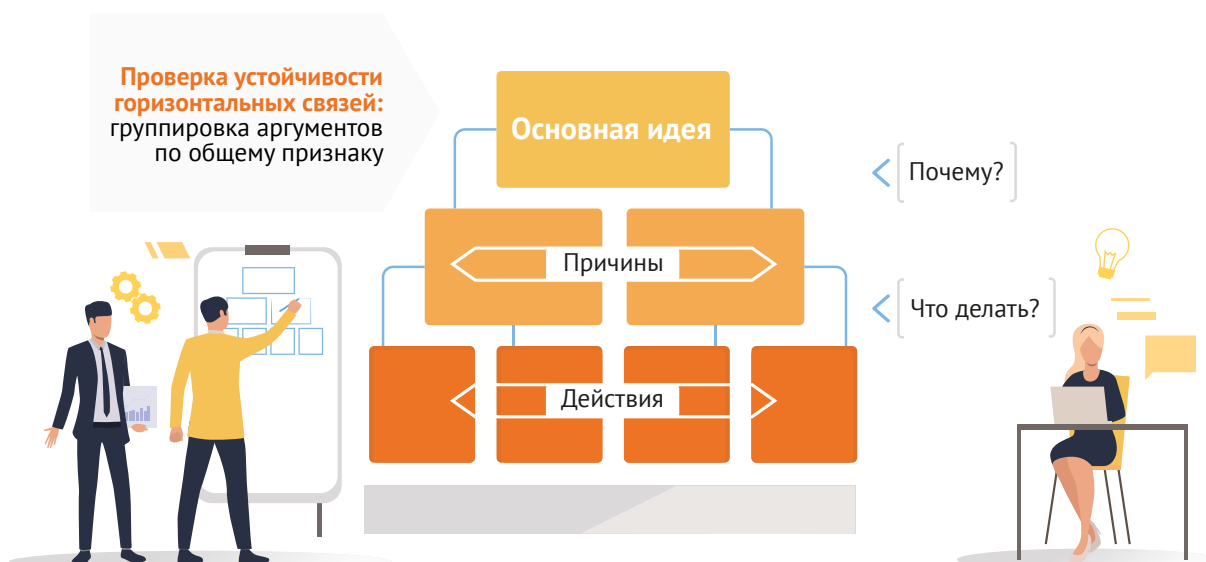 Проверка устойчивости
горизонтальных связей:
группировка аргументов
по общему признаку
Основная идея
Почему?
Причины
Что делать?
Действия